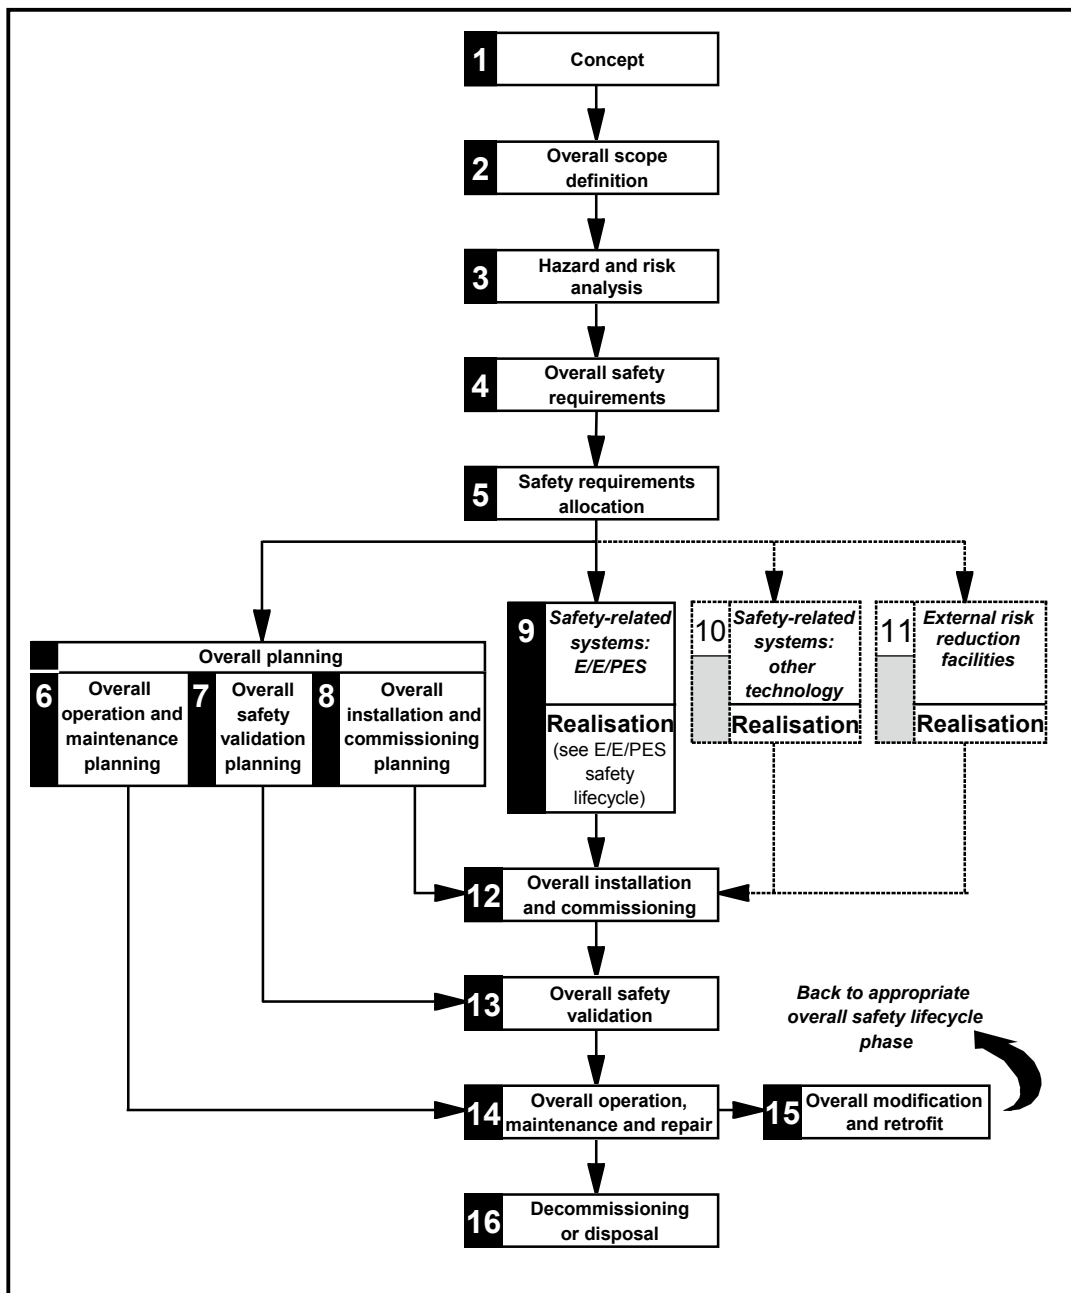 1
Concept
2
Overall scope
definition
3
Hazard and risk
analysis
4
Overall safety
requirements
5
Safety requirements
allocation
Overall planning
6
Overall
operation and
maintenance
planning
7
Overall
safety
validation
planning
8
Overall
installation and
commissioning
planning
9
Safety-related
systems:
E/E/PES
Realisation
(see E/E/PES
safety
lifecycle)
10
Safety-related
systems:
other
technology
Realisation
11
External risk
reduction
facilities
Realisation
12
Overall installation
and commissioning
13
Overall safety
validation
Back to appropriate
overall safety lifecycle
phase
14
Overall operation,
maintenance and repair
15
Overall modification
and retrofit
16
Decommissioning
or disposal